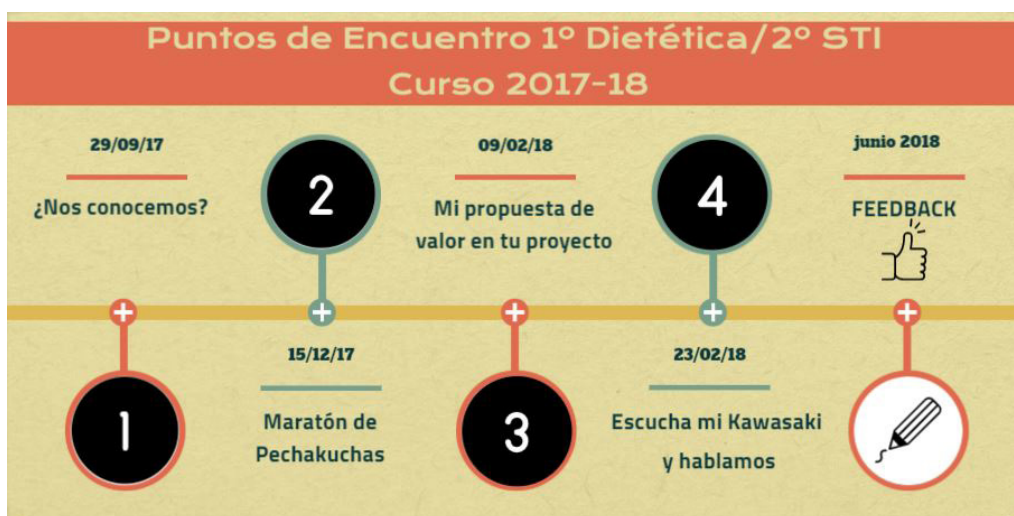 Puntos de Encuentro 1º Dietética/2º STI
Curso 2017-18
29/09/17
¿Nos conocemos?
1
2
15/12/17
Maratón de
Pechakuchas
09/02/18
Mi propuesta de
valor en tu proyecto
3
4
23/02/18
Escucha mi Kawasaki
y hablamos
junio 2018
FEEDBACK